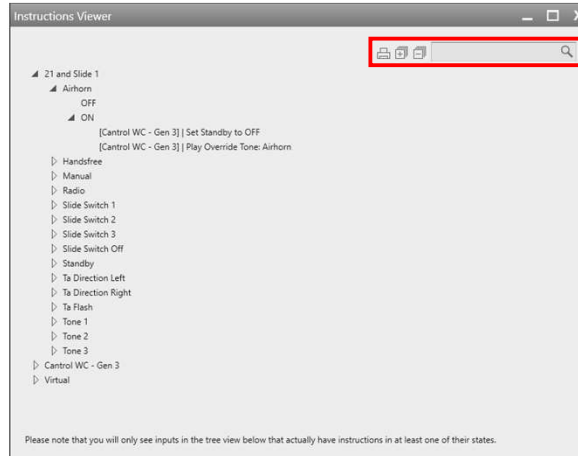 Instructions Viewer
21 and Slide 1
Airhorn
OFF
ON
[Cantrol WC - Gen 3] | Set Standby to OFF
[Cantrol WC - Gen 3] | Play Override Tone: Airhorn
Handsfree
Manual
Radio
Slide Switch 1
Slide Switch 2
Slide Switch 3
Slide Switch Off
Standby
Ta Direction Left
Ta Direction Right
Ta Flash
Tone 1
Tone 2
Tone 3
Cantrol WC - Gen 3
Virtual
Please note that you will only see inputs in the tree view below that actually have instructions in at least one of their states.